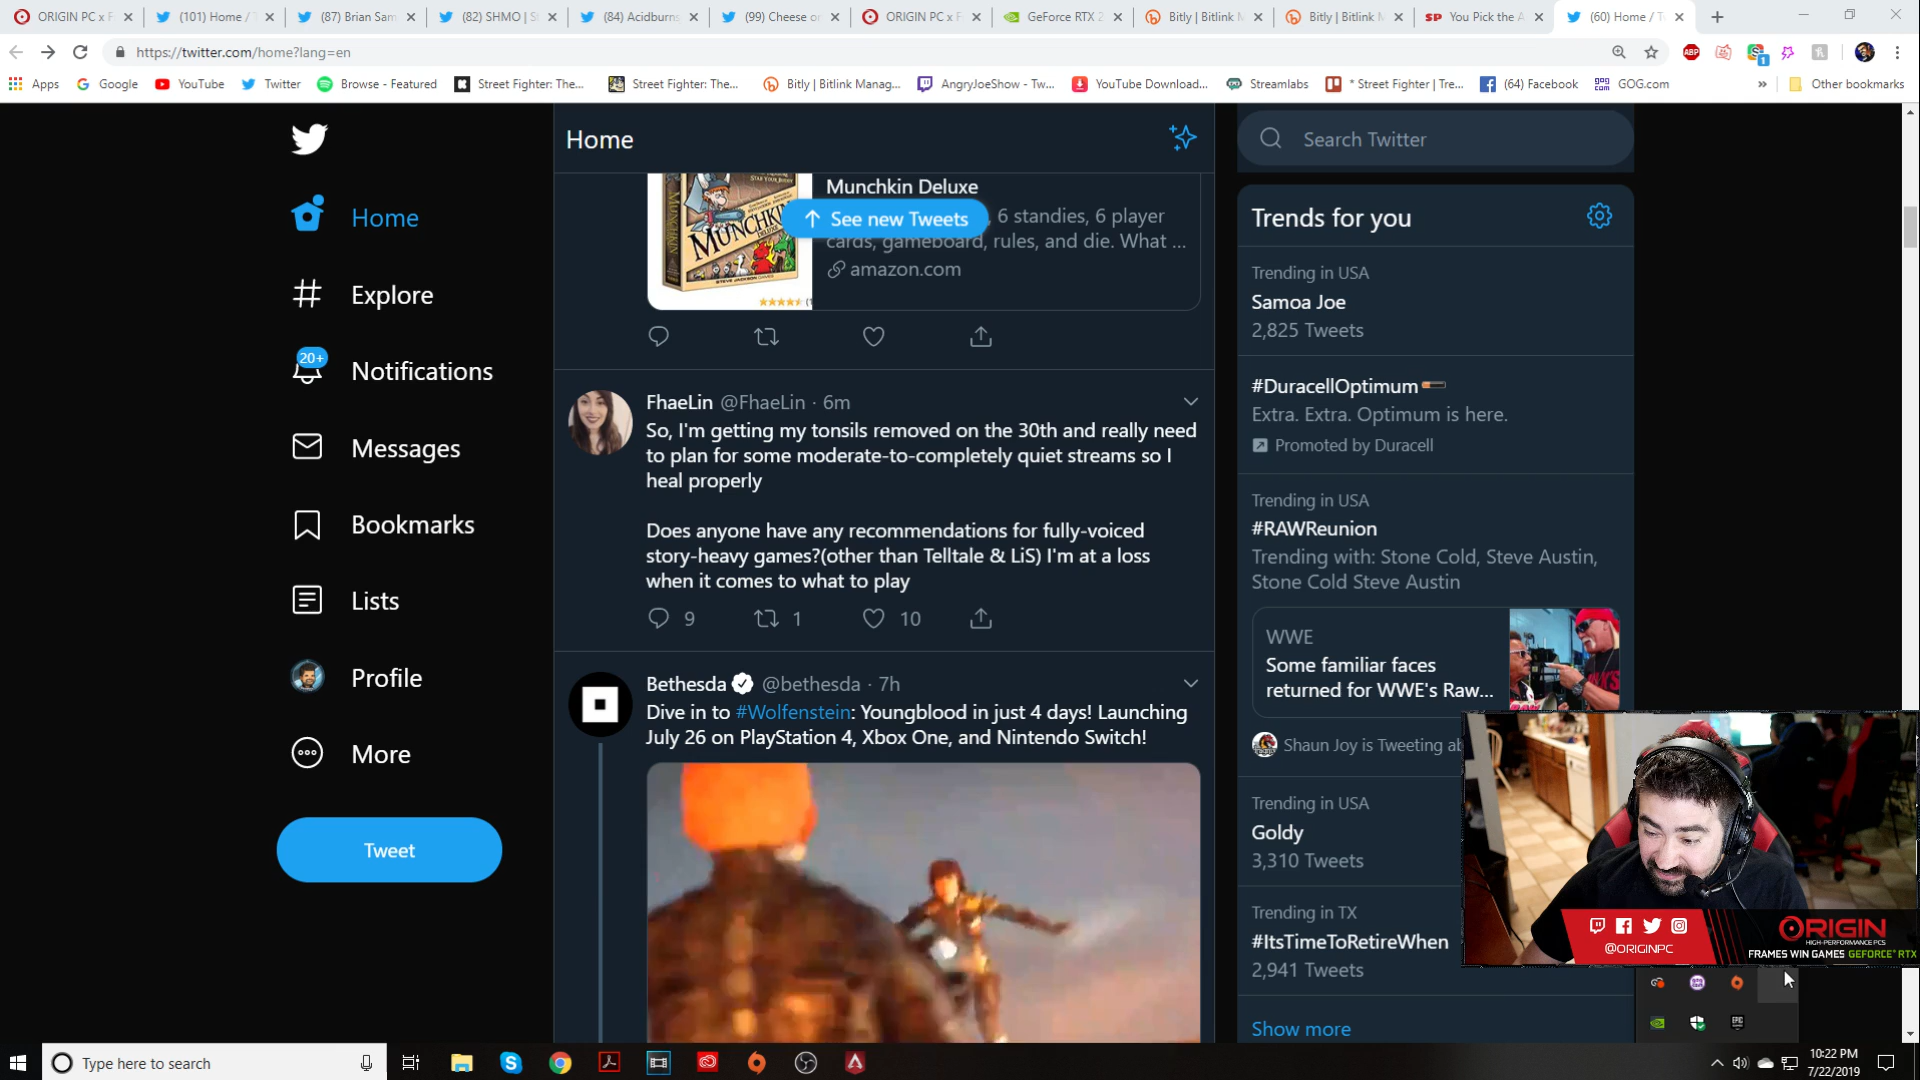 ORIGIN PC x F
(101) Home / T
(87) Brian Sam
(82) SHMO | S
(84) Acidburns
(99) Cheese or
ORIGIN PC x F
GeForce RTX 2
Bitly | Bitlink M
Bitly | Bitlink M
You Pick the A
(60) Home / T
https://twitter.com/home?lang=en
ABP
1
Apps
Google
YouTube
Twitter
Browse - Featured
Street Fighter: The...
Street Fighter: The...
Bitly | Bitlink Manag...
AngryJoeShow - Tw...
YouTube Download...
Streamlabs
* Street Fighter | Tre...
(64) Facebook
GOG.com
»
Other bookmarks
Home
Explore
20+
Notifications
Messages
Bookmarks
Lists
Profile
More
Tweet
Home
MUNCHKIN
STEVE JACKSON GAMES
Munchkin Deluxe
See new Tweets
, 6 standies, 6 player
cards, gameboard, rules, and die. What ...
amazon.com
FhaeLin @FhaeLin · 6m
So, I'm getting my tonsils removed on the 30th and really need
to plan for some moderate-to-completely quiet streams so I
heal properly
Does anyone have any recommendations for fully-voiced
story-heavy games?(other than Telltale & LiS) I'm at a loss
when it comes to what to play
9
1
10
Bethesda @bethesda · 7h
Dive in to #Wolfenstein: Youngblood in just 4 days! Launching
July 26 on PlayStation 4, Xbox One, and Nintendo Switch!
Search Twitter
Trends for you
Trending in USA
Samoa Joe
2,825 Tweets
#DuracellOptimum
Extra. Extra. Optimum is here.
Promoted by Duracell
Trending in USA
#RAWReunion
Trending with: Stone Cold, Steve Austin,
Stone Cold Steve Austin
WWE
Some familiar faces
returned for WWE's Raw...
Shaun Joy is Tweeting ab
Trending in USA
Goldy
3,310 Tweets
Trending in TX
#ItsTimeToRetireWhen
2,941 Tweets
Show more
@ORIGINPC
ORIGIN
HIGH-PERFORMANCE PCS
FRAMES WIN GAMES GEFORCE RTX
EPIC
Type here to search
10:22 PM
7/22/2019